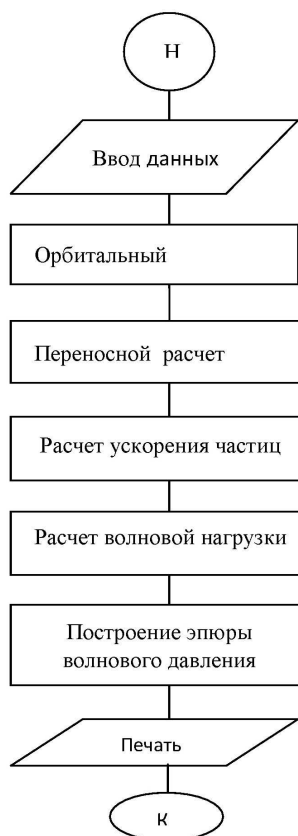 Н
Ввод данных
Орбитальный
Переносной расчет
Расчет ускорения частиц
Расчет волновой нагрузки
Построение эпюры
волнового давления
Печать
К